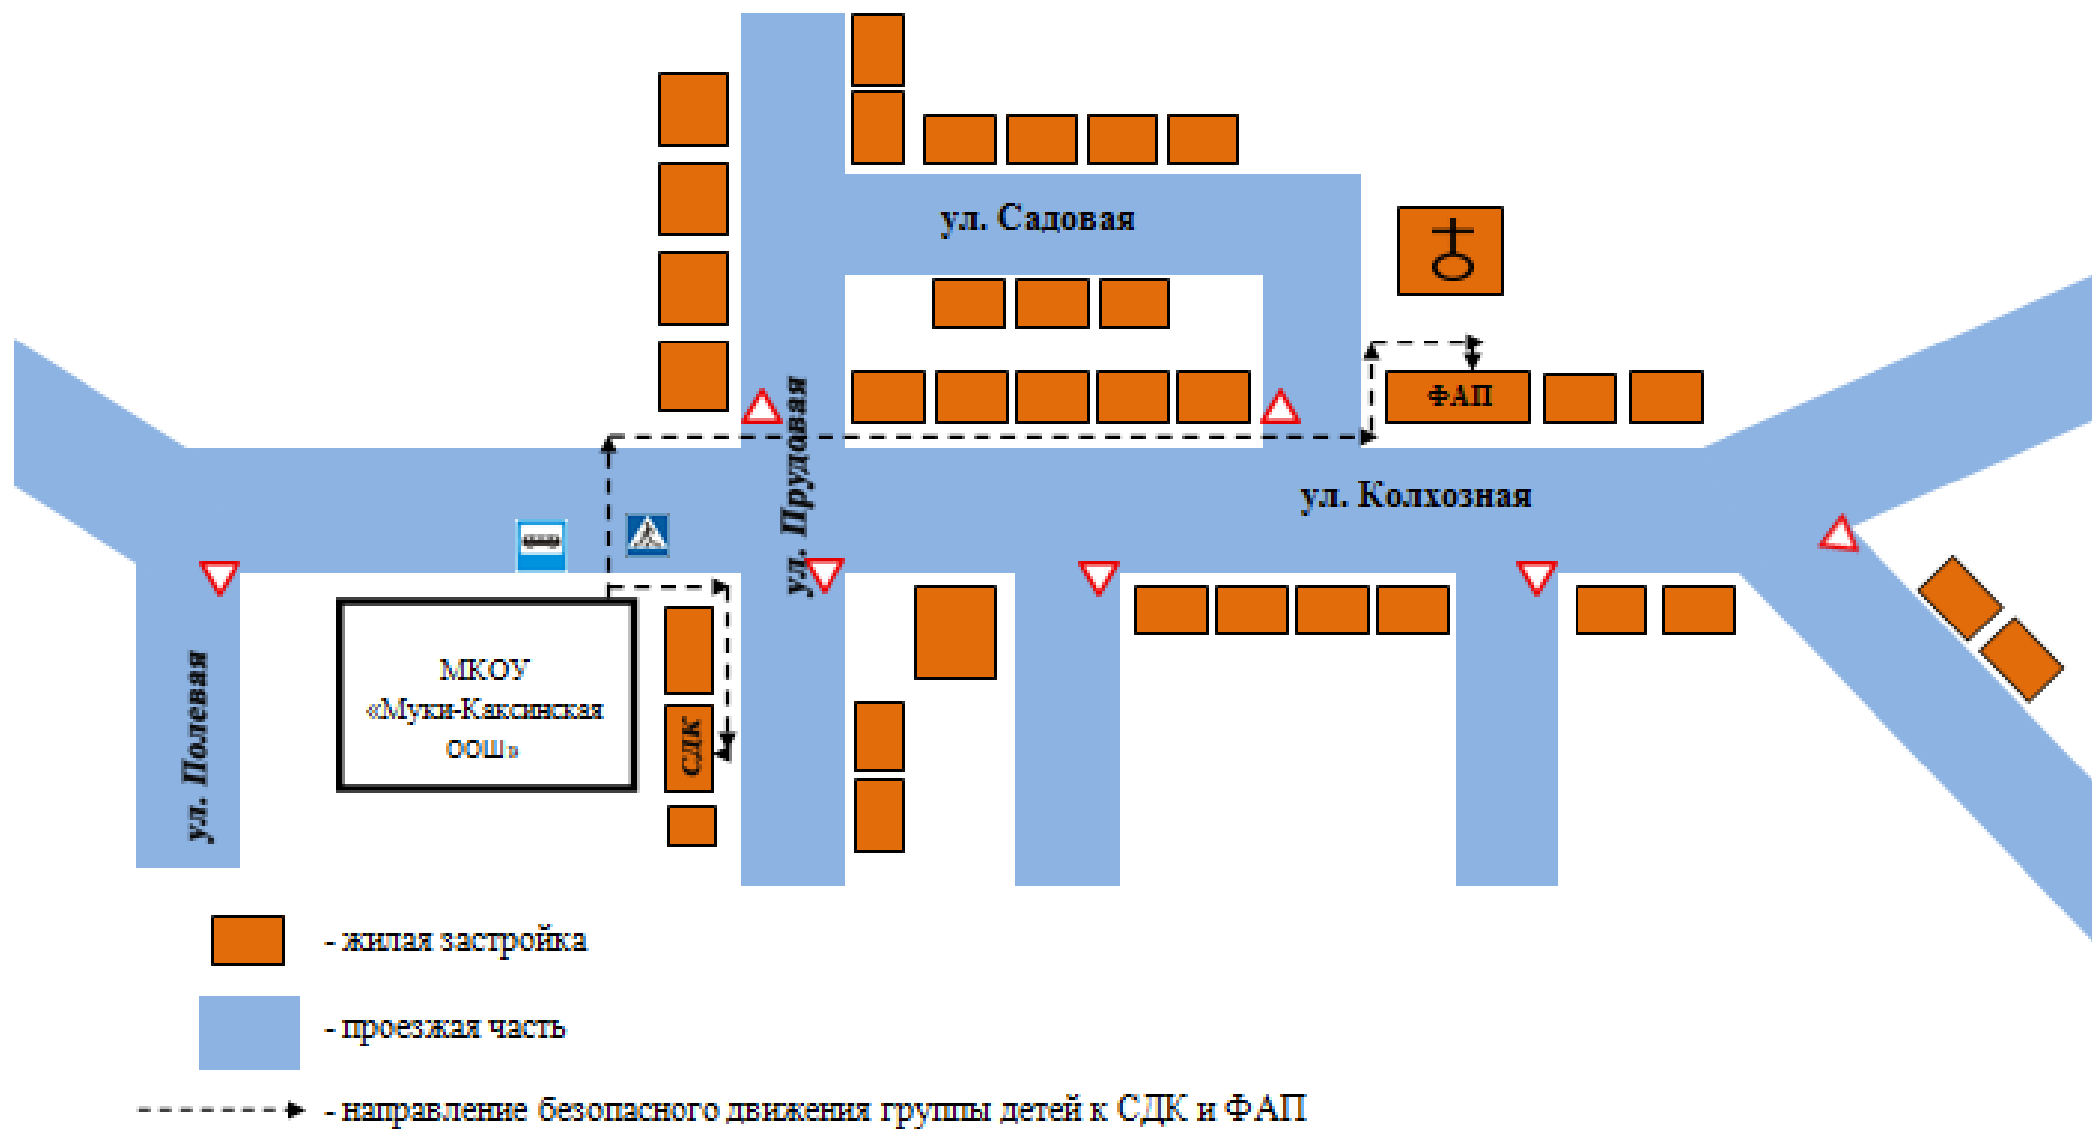 ул. Садовая
ФАП
ул. Прудовая
ул. Колхозная
МКОУ
«Муки-Каксинская
ООШ»
СДК
ул. Полевая
- жилая застройка
- проезжая часть
- направление безопасного движения группы детей к СДК и ФАП